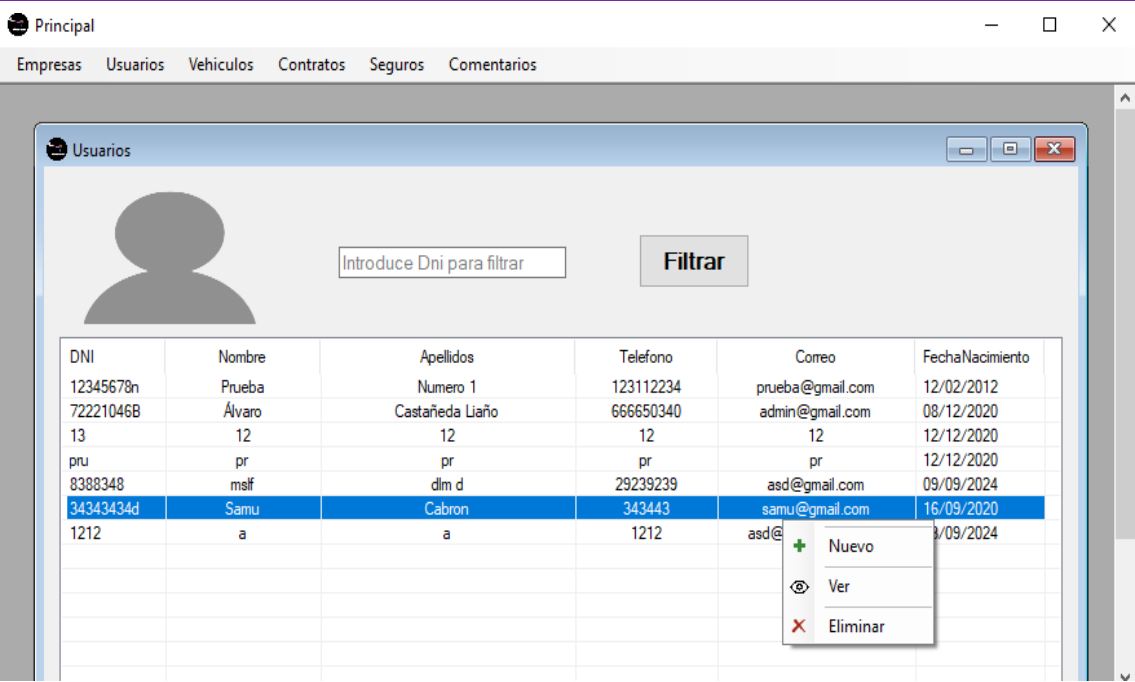 Principal
Empresas Usuarios Vehiculos Contratos Seguros Comentarios
Usuarios
Introduce Dni para filtrar Filtrar
DNI Nombre Apellidos Telefono Correo FechaNacimiento
12345678n Prueba Numero 1 123112234 prueba@gmail.com 12/02/2012
72221046B Álvaro Castañeda Liaño 666650340 admin@gmail.com 08/12/2020
13 12 12 12 12 12/12/2020
pru pr pr pr pr 12/12/2020
8388348 mslf dlm d 29239239 asd@gmail.com 09/09/2024
34343434d Samu Cabron 343443 samu@gmail.com 16/09/2020
1212 a a 1212 asd@ /09/2024
Nuevo
Ver
Eliminar